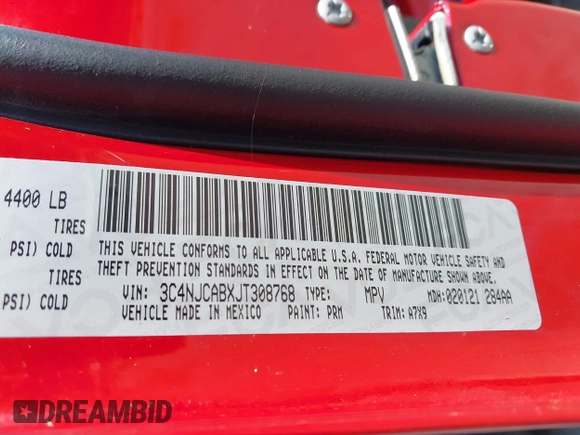 4400 LB
TIRES
PSI) COLD
TIRES
PSI) COLD
THIS VEHICLE CONFORMS TO ALL APPLICABLE U.S.A. FEDERAL MOTOR VEHICLE SAFETY AND
THEFT PREVENTION STANDARDS IN EFFECT ON THE DATE OF MANUFACTURE SHOWN ABOVE.
VIN: 3C4NJCABXJT308768 TYPE: MPV MDH: 020121 284AA
VEHICLE MADE IN MEXICO PAINT: PRM TRIM: A7X9
DREAMBID